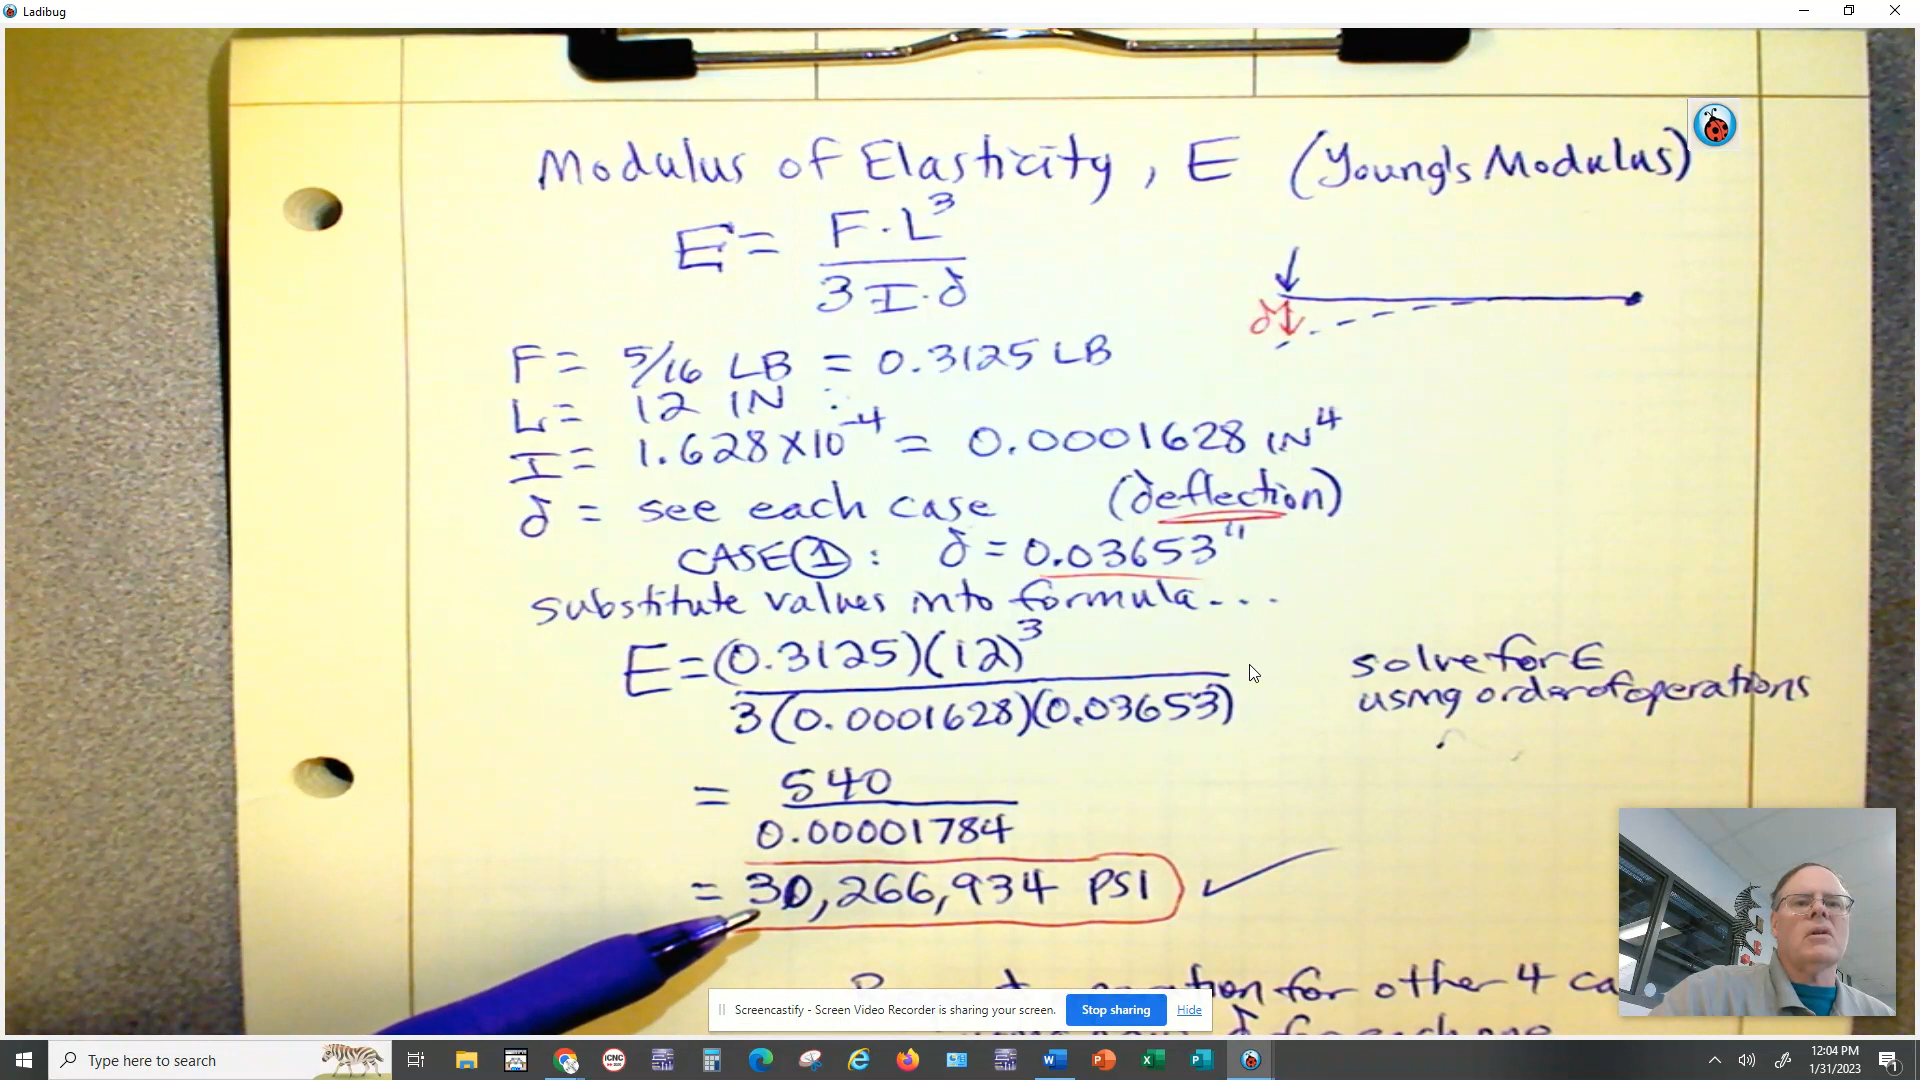 Ladibug
Modulus of Elasticity, E (Young's Modulus)
E = F·L³ / 3I·δ
δ
F = 5/16 LB = 0.3125 LB
L = 12 IN
I = 1.628X10⁻⁴ = 0.0001628 IN⁴
δ = see each case (deflection)
CASE ①: δ = 0.03653"
substitute values into formula...
E = (0.3125)(12)³ / 3(0.0001628)(0.03653)
solve for E
using order of operations
= 540 / 0.00001784
= 30,266,934 PSI ✓
for other 4
Screencastify - Screen Video Recorder is sharing your screen. Stop sharing Hide
Type here to search
12:04 PM
1/31/2023